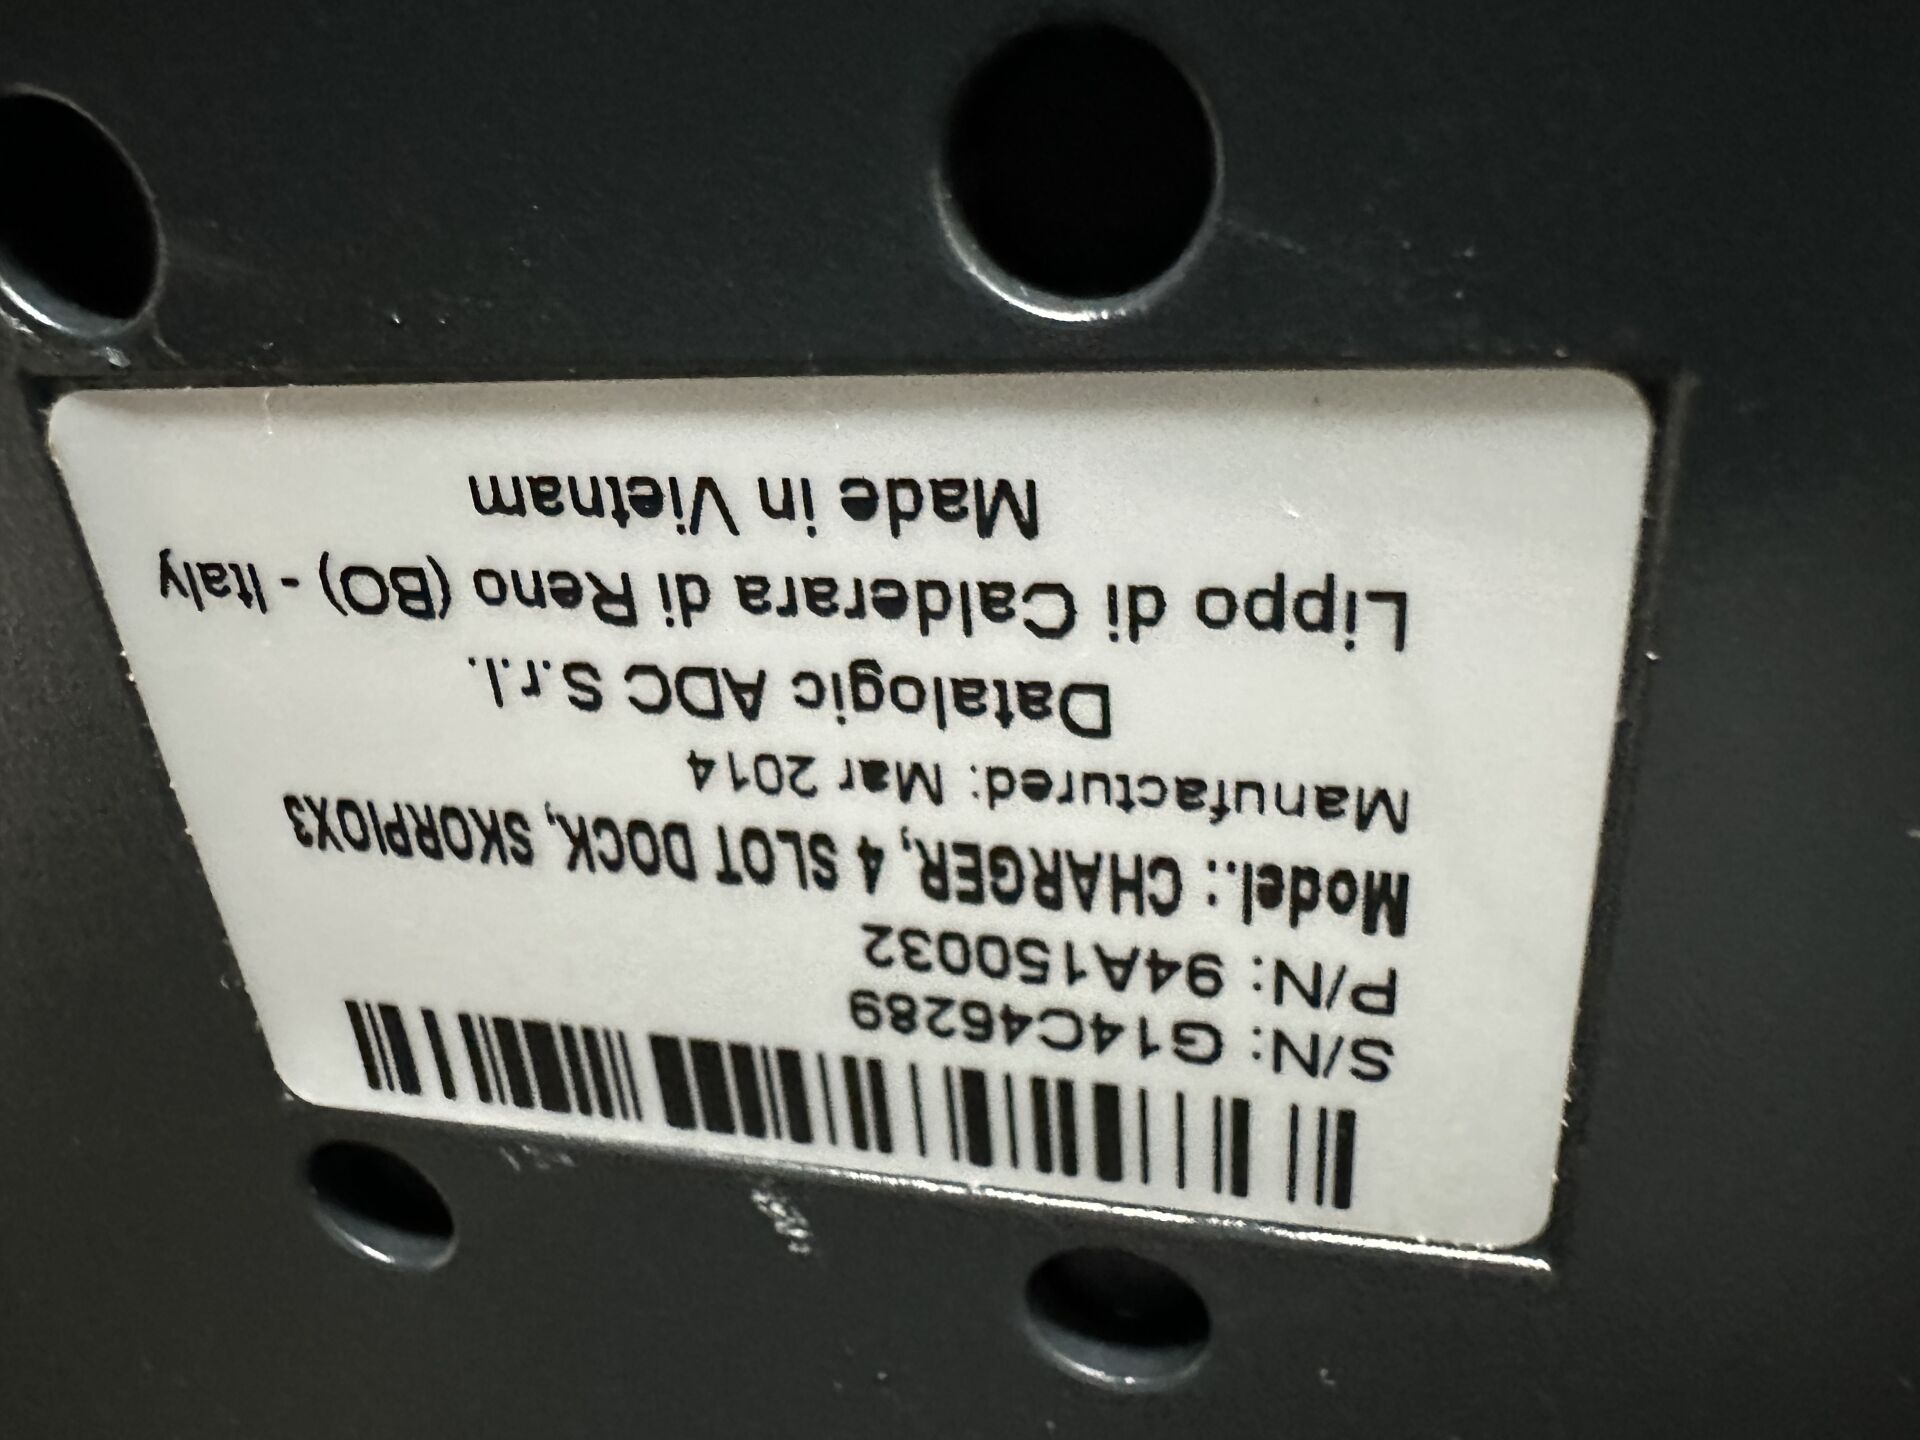 S/N: G14C46289
P/N: 94A150032
Model.: CHARGER, 4 SLOT DOCK, SKORPIOX3
Manufactured: Mar 2014
Datalogic ADC S.r.l.
Lippo di Calderara di Reno (BO) - Italy
Made in Vietnam